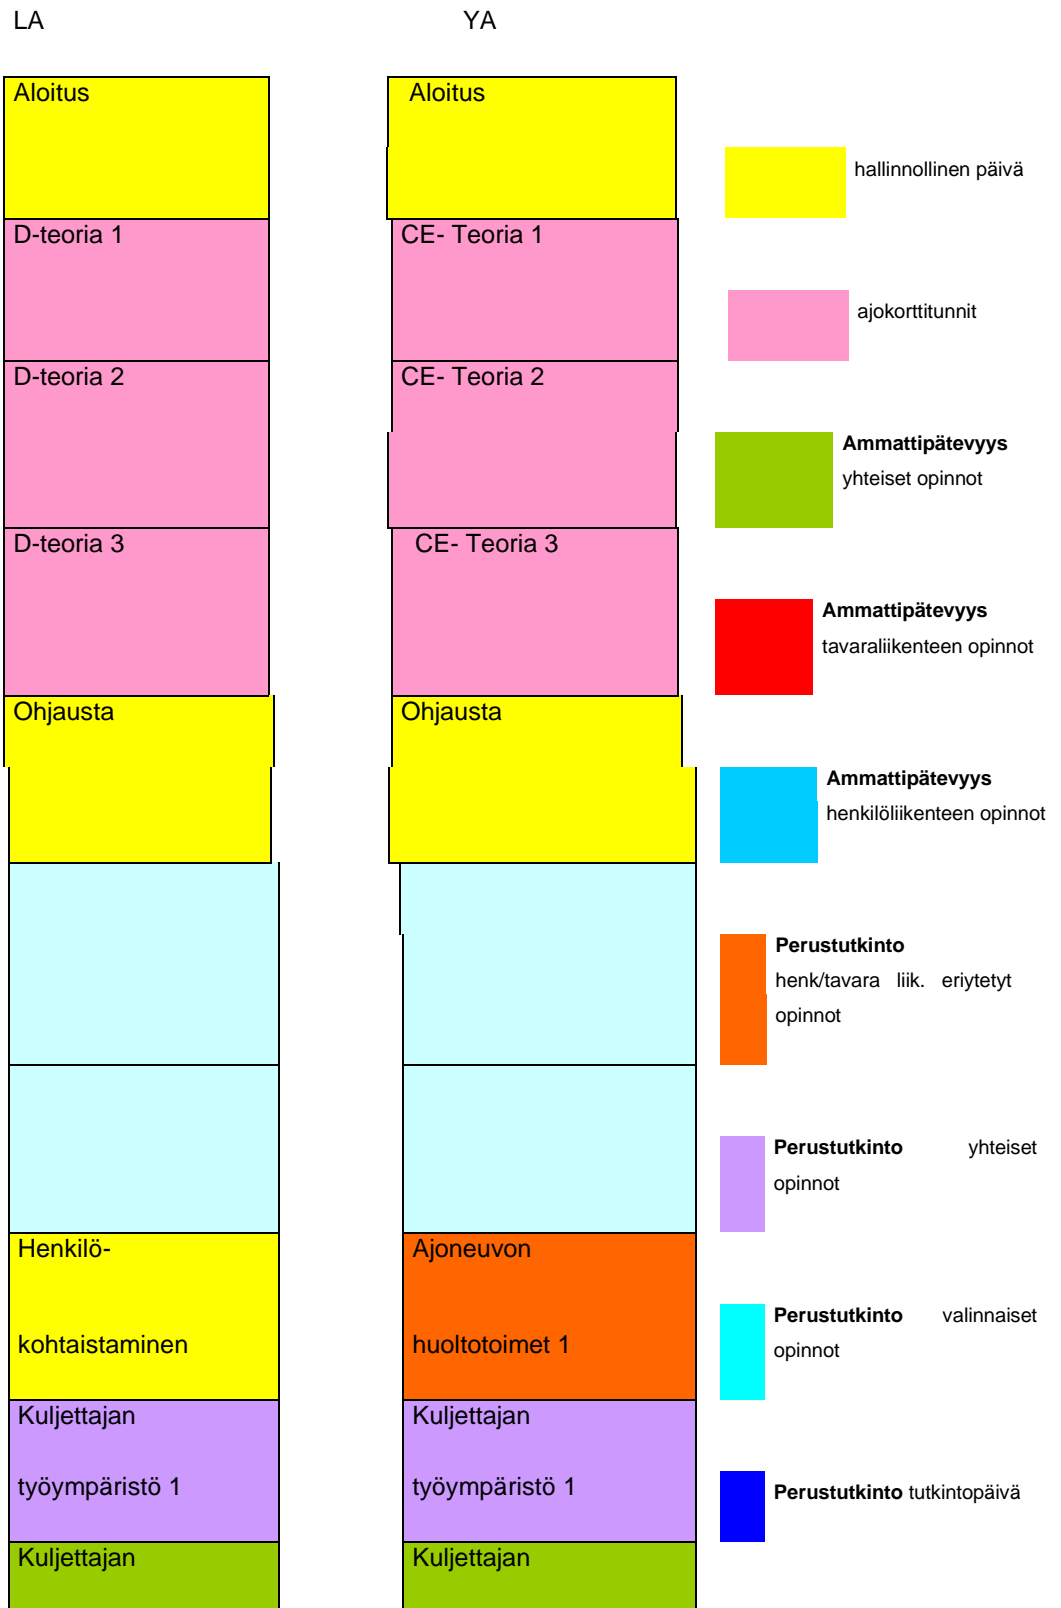 LA
YA
Aloitus
Aloitus
hallinnollinen päivä
D-teoria 1
CE- Teoria 1
ajokorttitunnit
D-teoria 2
CE- Teoria 2
Ammattipätevyys
yhteiset opinnot
D-teoria 3
CE- Teoria 3
Ammattipätevyys
tavaraliikenteen opinnot
Ohjausta
Ohjausta
Ammattipätevyys
henkilöliikenteen opinnot
Perustutkinto
henk/tavara liik. eriytetyt
opinnot
Perustutkinto yhteiset
opinnot
Henkilö-
kohtaistaminen
Ajoneuvon
huoltotoimet 1
Perustutkinto valinnaiset
opinnot
Kuljettajan
työympäristö 1
Kuljettajan
työympäristö 1
Perustutkinto tutkintopäivä
Kuljettajan
Kuljettajan